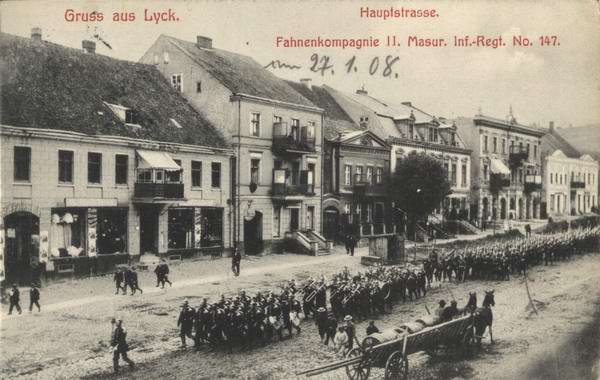 Gruss aus Lyck.
Hauptstrasse.
Fahnenkompagnie II. Masur. Inf.-Regt. No. 147.
27. 1. 08.